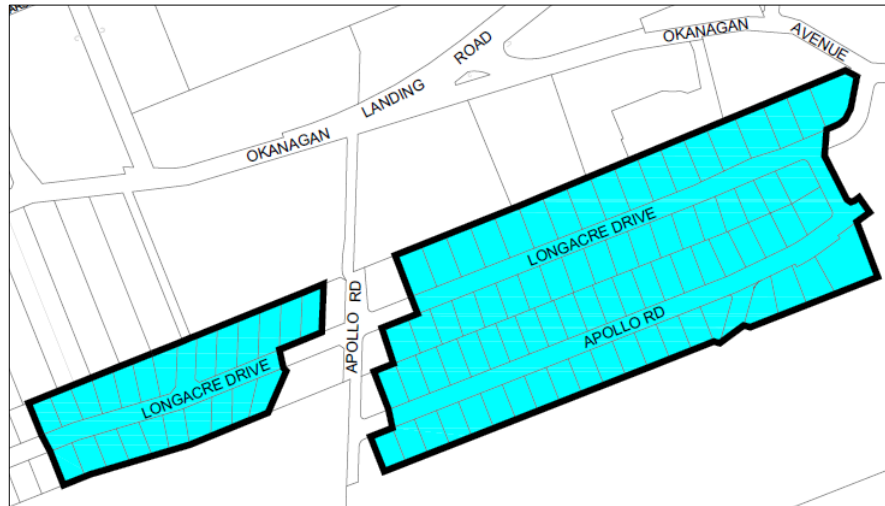 OKANAGAN AVENUE
OKANAGAN LANDING ROAD
LONGACRE DRIVE
APOLLO RD
APOLLO RD
LONGACRE DRIVE